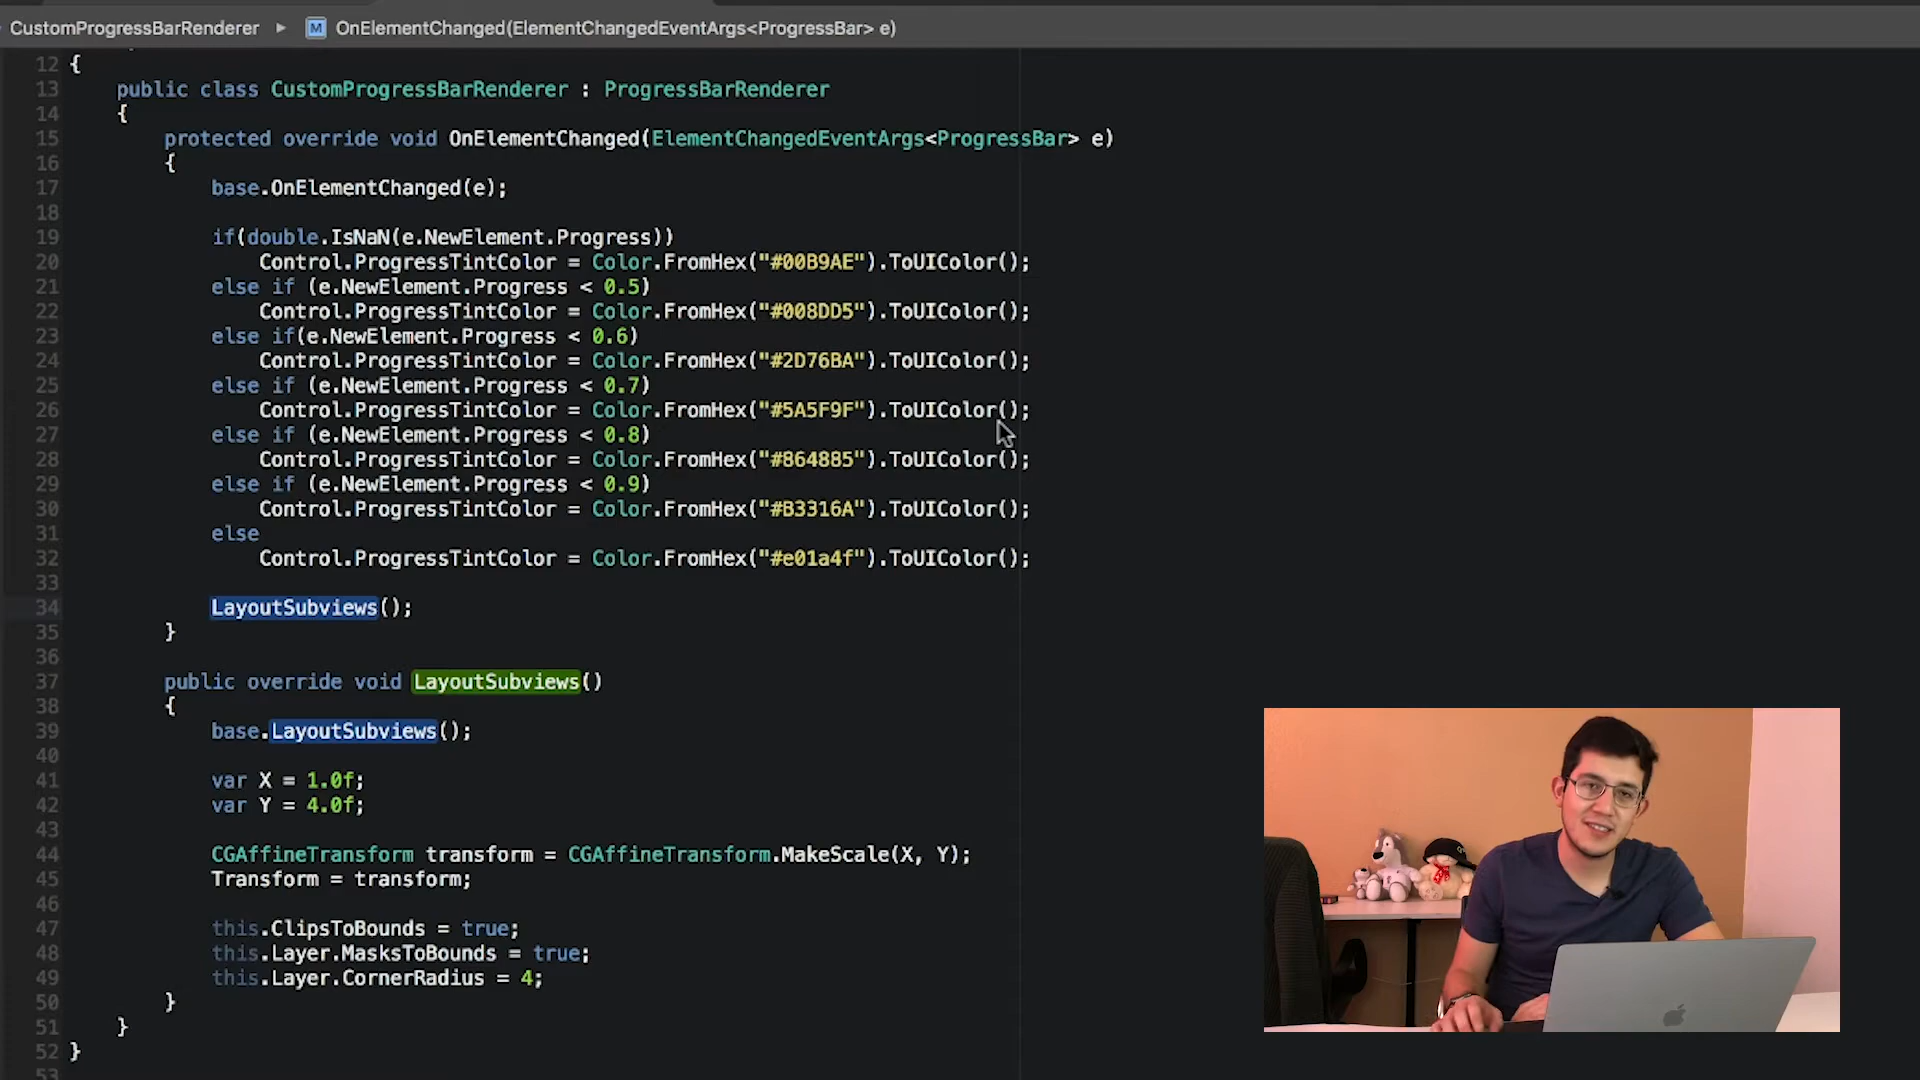 CustomProgressBarRenderer ▸ M OnElementChanged(ElementChangedEventArgs<ProgressBar> e)
12 {
13 public class CustomProgressBarRenderer : ProgressBarRenderer
14 {
15 protected override void OnElementChanged(ElementChangedEventArgs<ProgressBar> e)
16 {
17 base.OnElementChanged(e);
18
19 if(double.IsNaN(e.NewElement.Progress))
20 Control.ProgressTintColor = Color.FromHex("#00B9AE").ToUIColor();
21 else if (e.NewElement.Progress < 0.5)
22 Control.ProgressTintColor = Color.FromHex("#008DD5").ToUIColor();
23 else if(e.NewElement.Progress < 0.6)
24 Control.ProgressTintColor = Color.FromHex("#2D76BA").ToUIColor();
25 else if (e.NewElement.Progress < 0.7)
26 Control.ProgressTintColor = Color.FromHex("#5A5F9F").ToUIColor();
27 else if (e.NewElement.Progress < 0.8)
28 Control.ProgressTintColor = Color.FromHex("#864885").ToUIColor();
29 else if (e.NewElement.Progress < 0.9)
30 Control.ProgressTintColor = Color.FromHex("#B3316A").ToUIColor();
31 else
32 Control.ProgressTintColor = Color.FromHex("#e01a4f").ToUIColor();
33
34 LayoutSubviews();
35 }
36
37 public override void LayoutSubviews()
38 {
39 base.LayoutSubviews();
40
41 var X = 1.0f;
42 var Y = 4.0f;
43
44 CGAffineTransform transform = CGAffineTransform.MakeScale(X, Y);
45 Transform = transform;
46
47 this.ClipsToBounds = true;
48 this.Layer.MasksToBounds = true;
49 this.Layer.CornerRadius = 4;
50 }
51 }
52 }
53